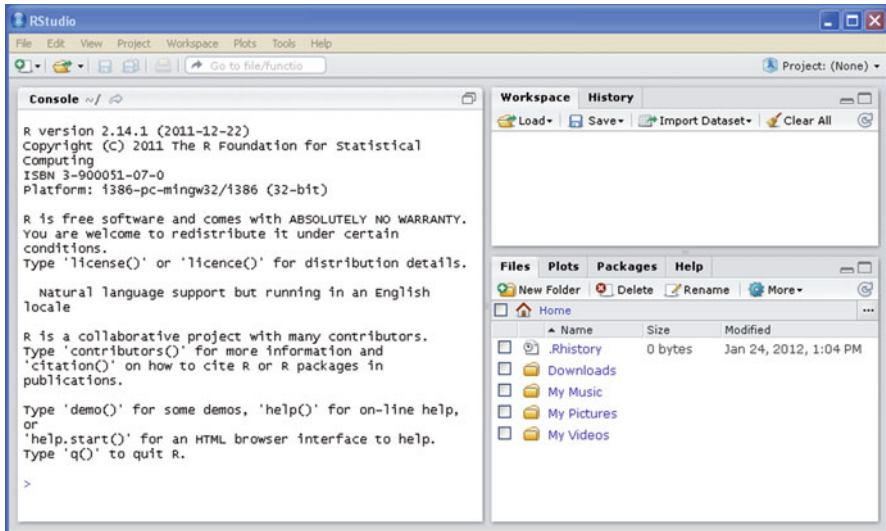 RStudio
File Edit View Project Workspace Plots Tools Help
Go to file/functio
Project: (None)
Console ~/
R version 2.14.1 (2011-12-22)
Copyright (C) 2011 The R Foundation for Statistical
Computing
ISBN 3-900051-07-0
Platform: i386-pc-mingw32/i386 (32-bit)
R is free software and comes with ABSOLUTELY NO WARRANTY.
You are welcome to redistribute it under certain
conditions.
Type 'license()' or 'licence()' for distribution details.
Natural language support but running in an English
locale
R is a collaborative project with many contributors.
Type 'contributors()' for more information and
'citation()' on how to cite R or R packages in
publications.
Type 'demo()' for some demos, 'help()' for on-line help,
or
'help.start()' for an HTML browser interface to help.
Type 'q()' to quit R.
>
Workspace History
Load Save Import Dataset Clear All
Files Plots Packages Help
New Folder Delete Rename More
Home ...
Name Size Modified
.Rhistory 0 bytes Jan 24, 2012, 1:04 PM
Downloads
My Music
My Pictures
My Videos